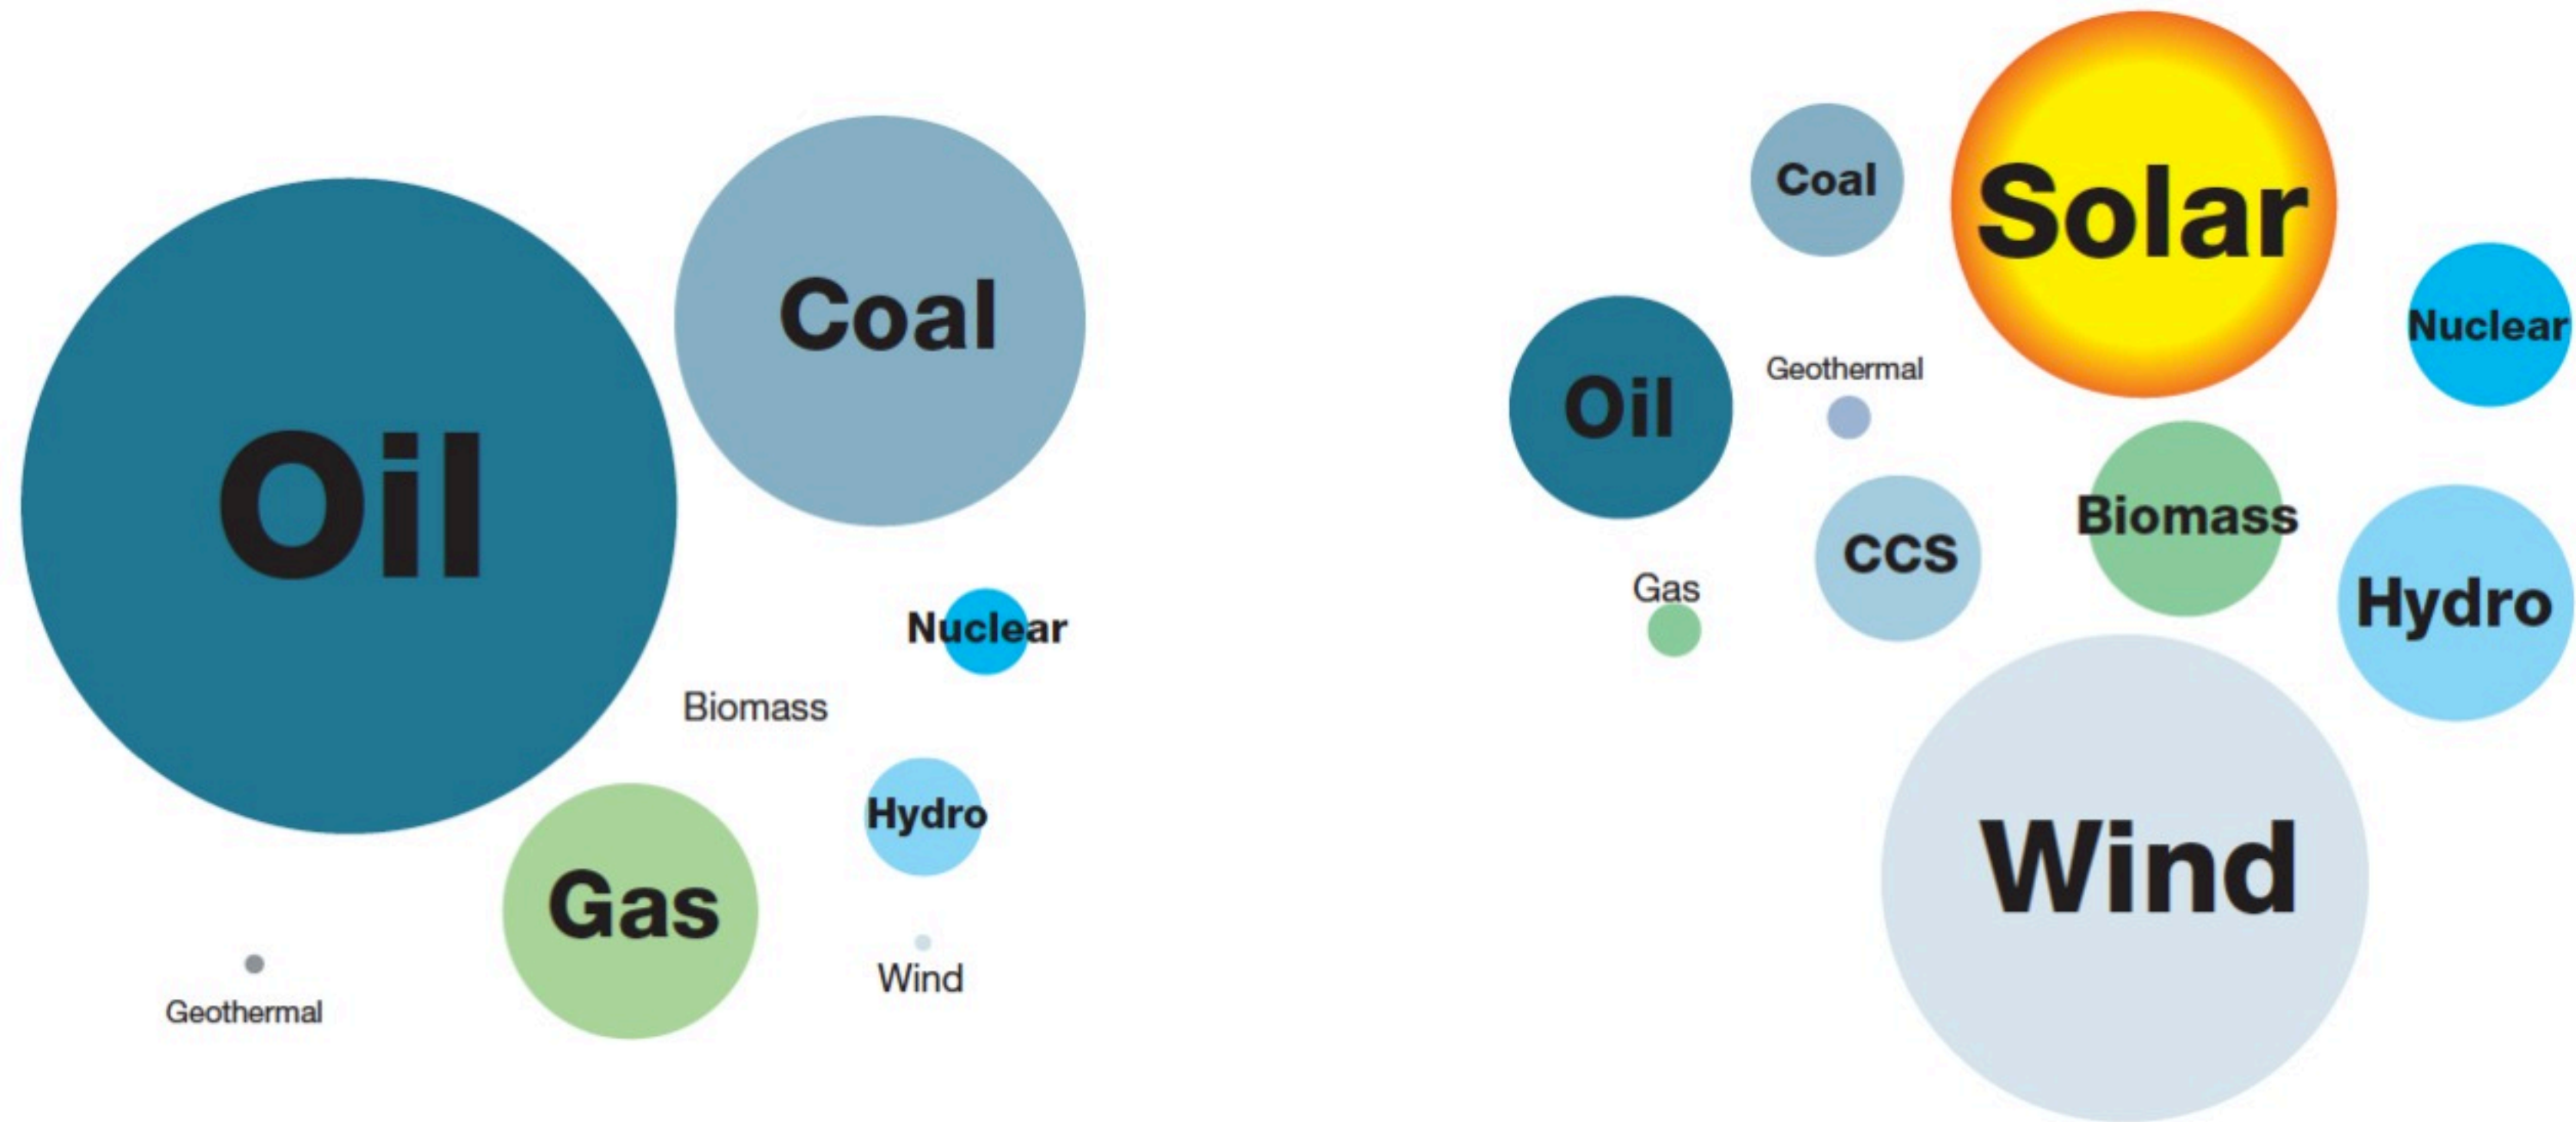 Coal
Oil
Nuclear
Biomass
Hydro
Gas
Wind
Geothermal
Solar
Coal
Nuclear
Geothermal
Oil
Biomass
CCS
Gas
Hydro
Wind